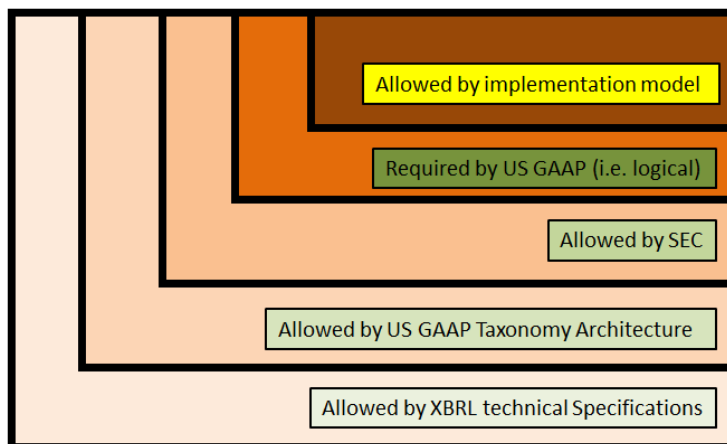 Allowed by implementation model
Required by US GAAP (i.e. logical)
Allowed by SEC
Allowed by US GAAP Taxonomy Architecture
Allowed by XBRL technical Specifications